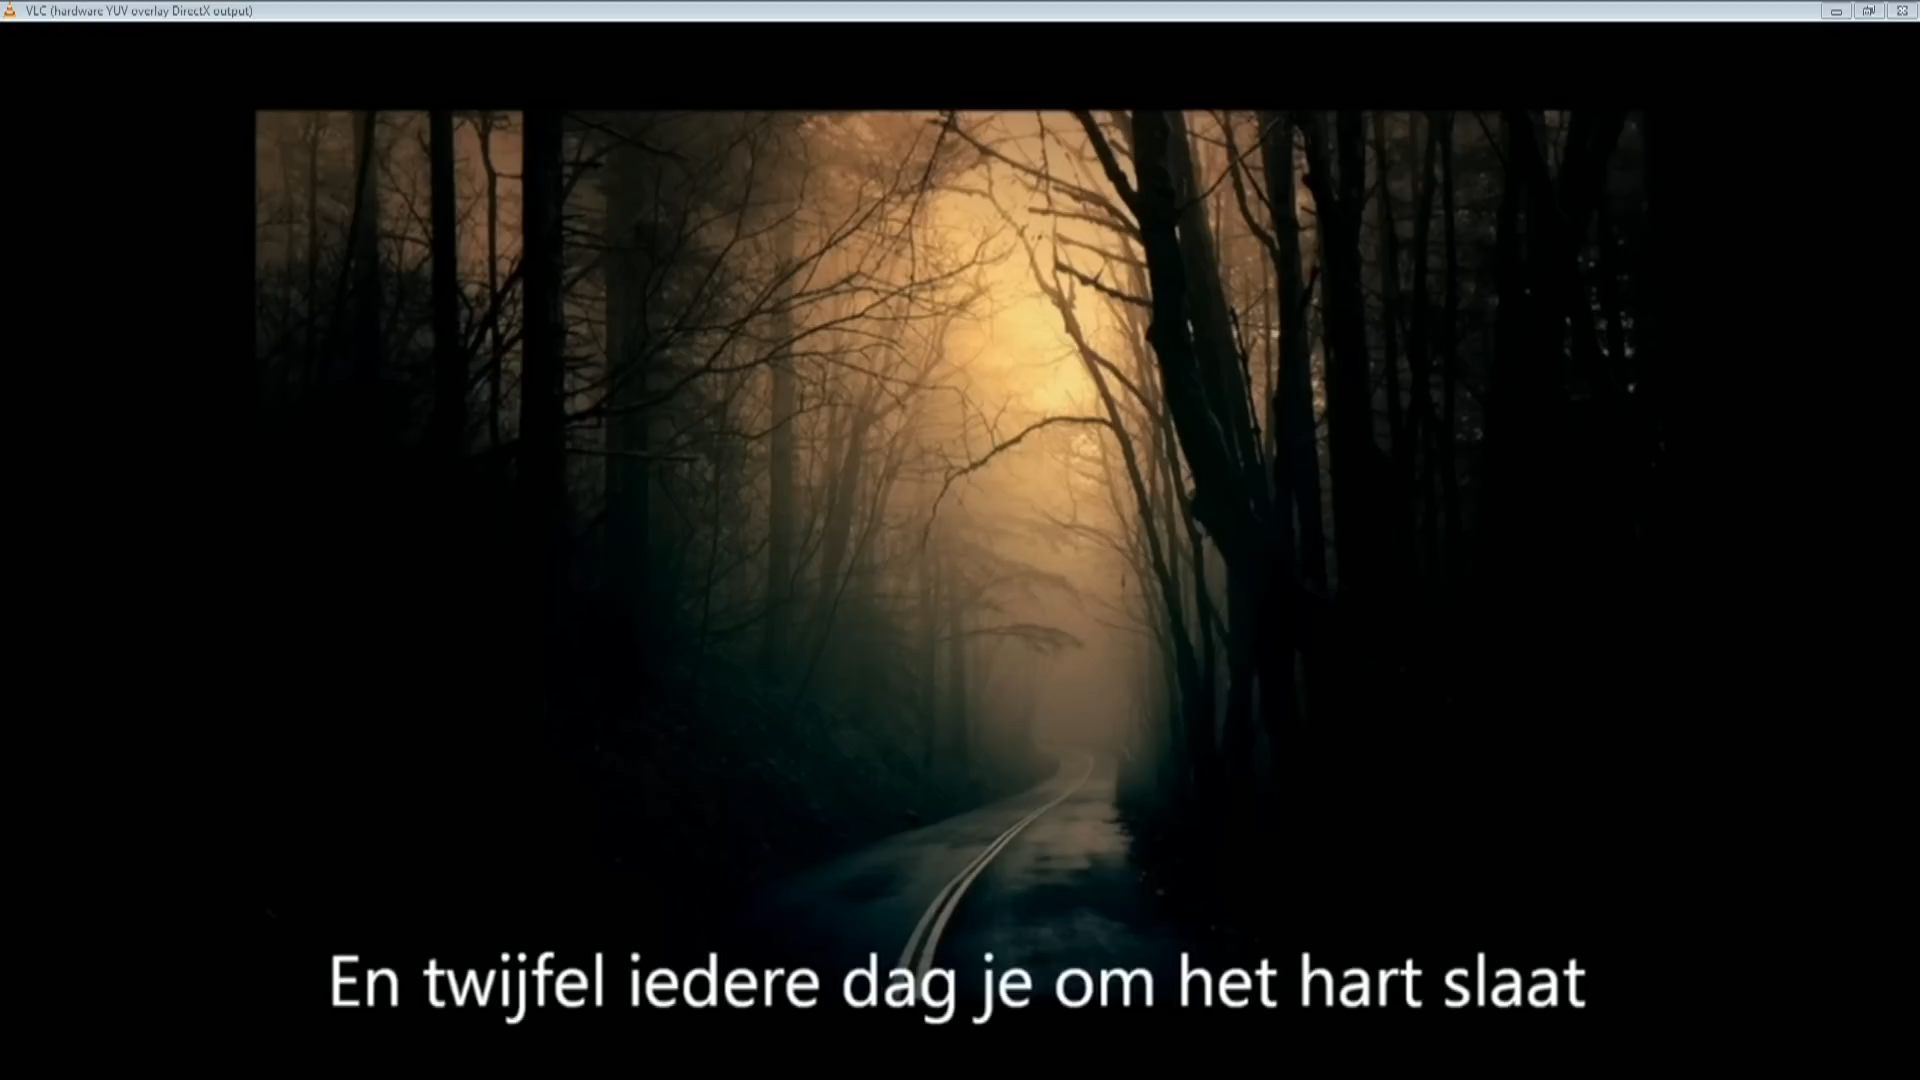 VLC (hardware YUV overlay DirectX output)
En twijfel iedere dag je om het hart slaat